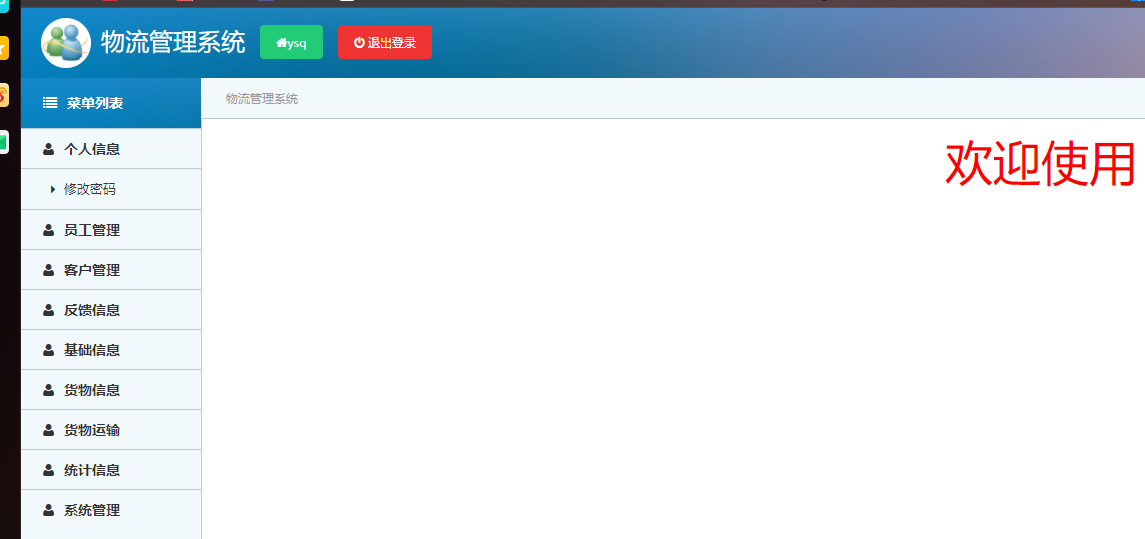 物流管理系统
ysq
退出登录
菜单列表
物流管理系统
个人信息
修改密码
员工管理
客户管理
反馈信息
基础信息
货物信息
货物运输
统计信息
系统管理
欢迎使用